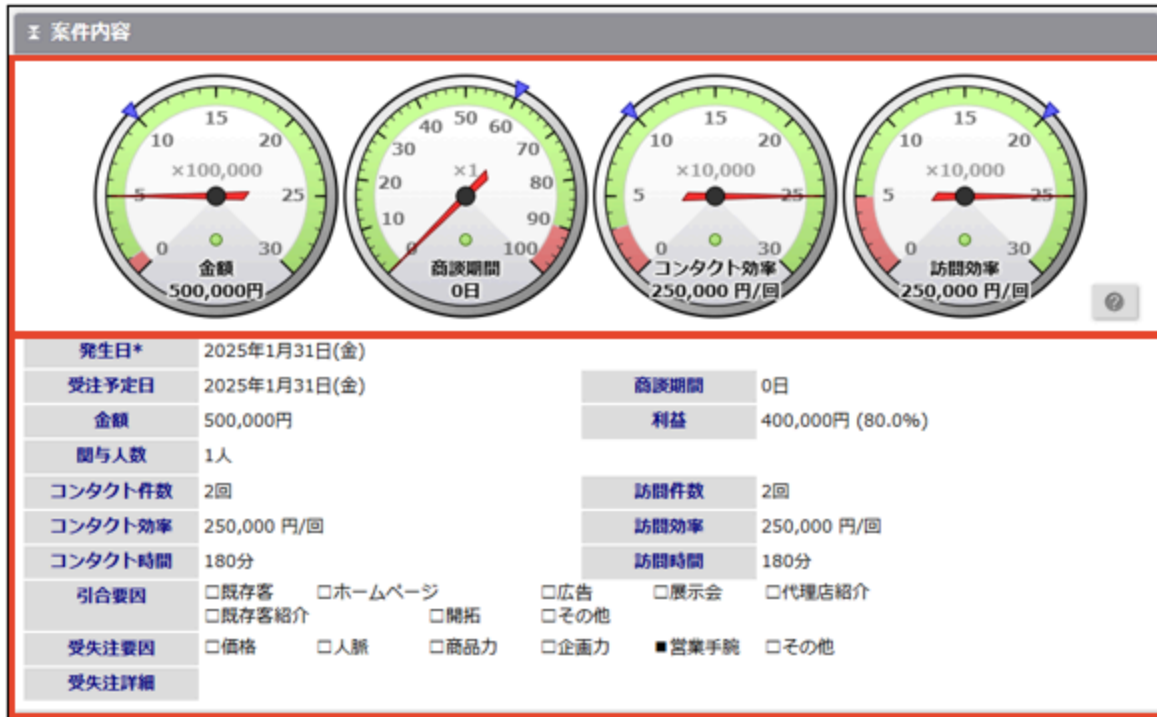 案件内容
15
10 20
×100,000
5 25
0 30
金額
500,000円
50
40 60
30 70
×1
20 80
10 90
0 100
商談期間
0日
15
10 20
×10,000
5 25
0 30
コンタクト効率
250,000 円/回
15
10 20
×10,000
5 25
0 30
訪問効率
250,000 円/回
?
発生日* 2025年1月31日(金)
受注予定日 2025年1月31日(金) 商談期間 0日
金額 500,000円 利益 400,000円 (80.0%)
関与人数 1人
コンタクト件数 2回 訪問件数 2回
コンタクト効率 250,000 円/回 訪問効率 250,000 円/回
コンタクト時間 180分 訪問時間 180分
引合要因 □既存客 □ホームページ □広告 □展示会 □代理店紹介
□既存客紹介 □開拓 □その他
受失注要因 □価格 □人脈 □商品力 □企画力 ■営業手腕 □その他
受失注詳細